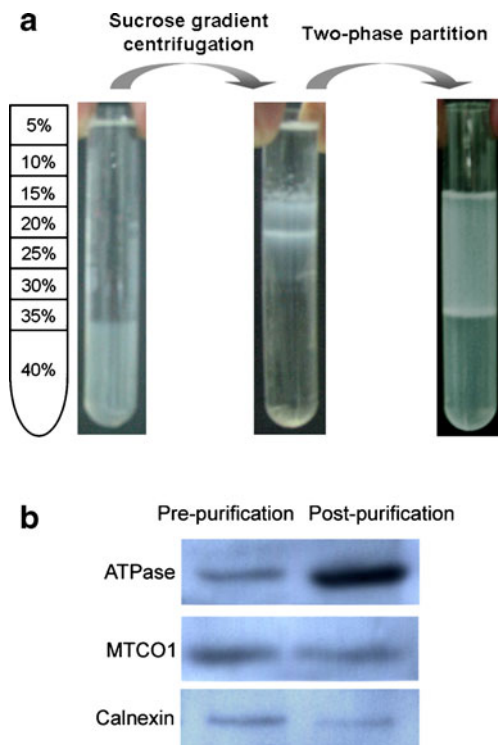 a
Sucrose gradient
centrifugation
Two-phase partition
5%
10%
15%
20%
25%
30%
35%
40%
b
Pre-purification Post-purification
ATPase
MTCO1
Calnexin